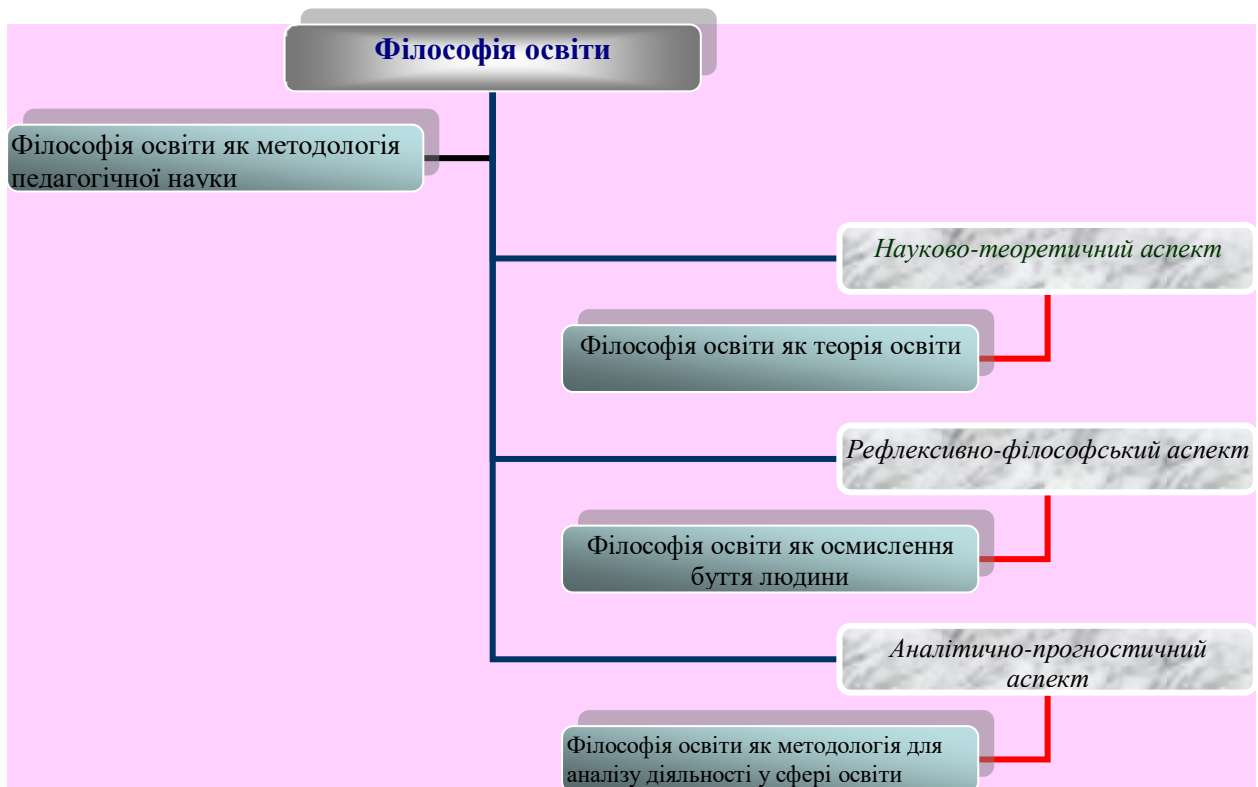 Філософія освіти
Філософія освіти як методологія
педагогічної науки
Науково-теоретичний аспект
Філософія освіти як теорія освіти
Рефлексивно-філософський аспект
Філософія освіти як осмислення
буття людини
Аналітично-прогностичний
аспект
Філософія освіти як методологія для
аналізу діяльності у сфері освіти